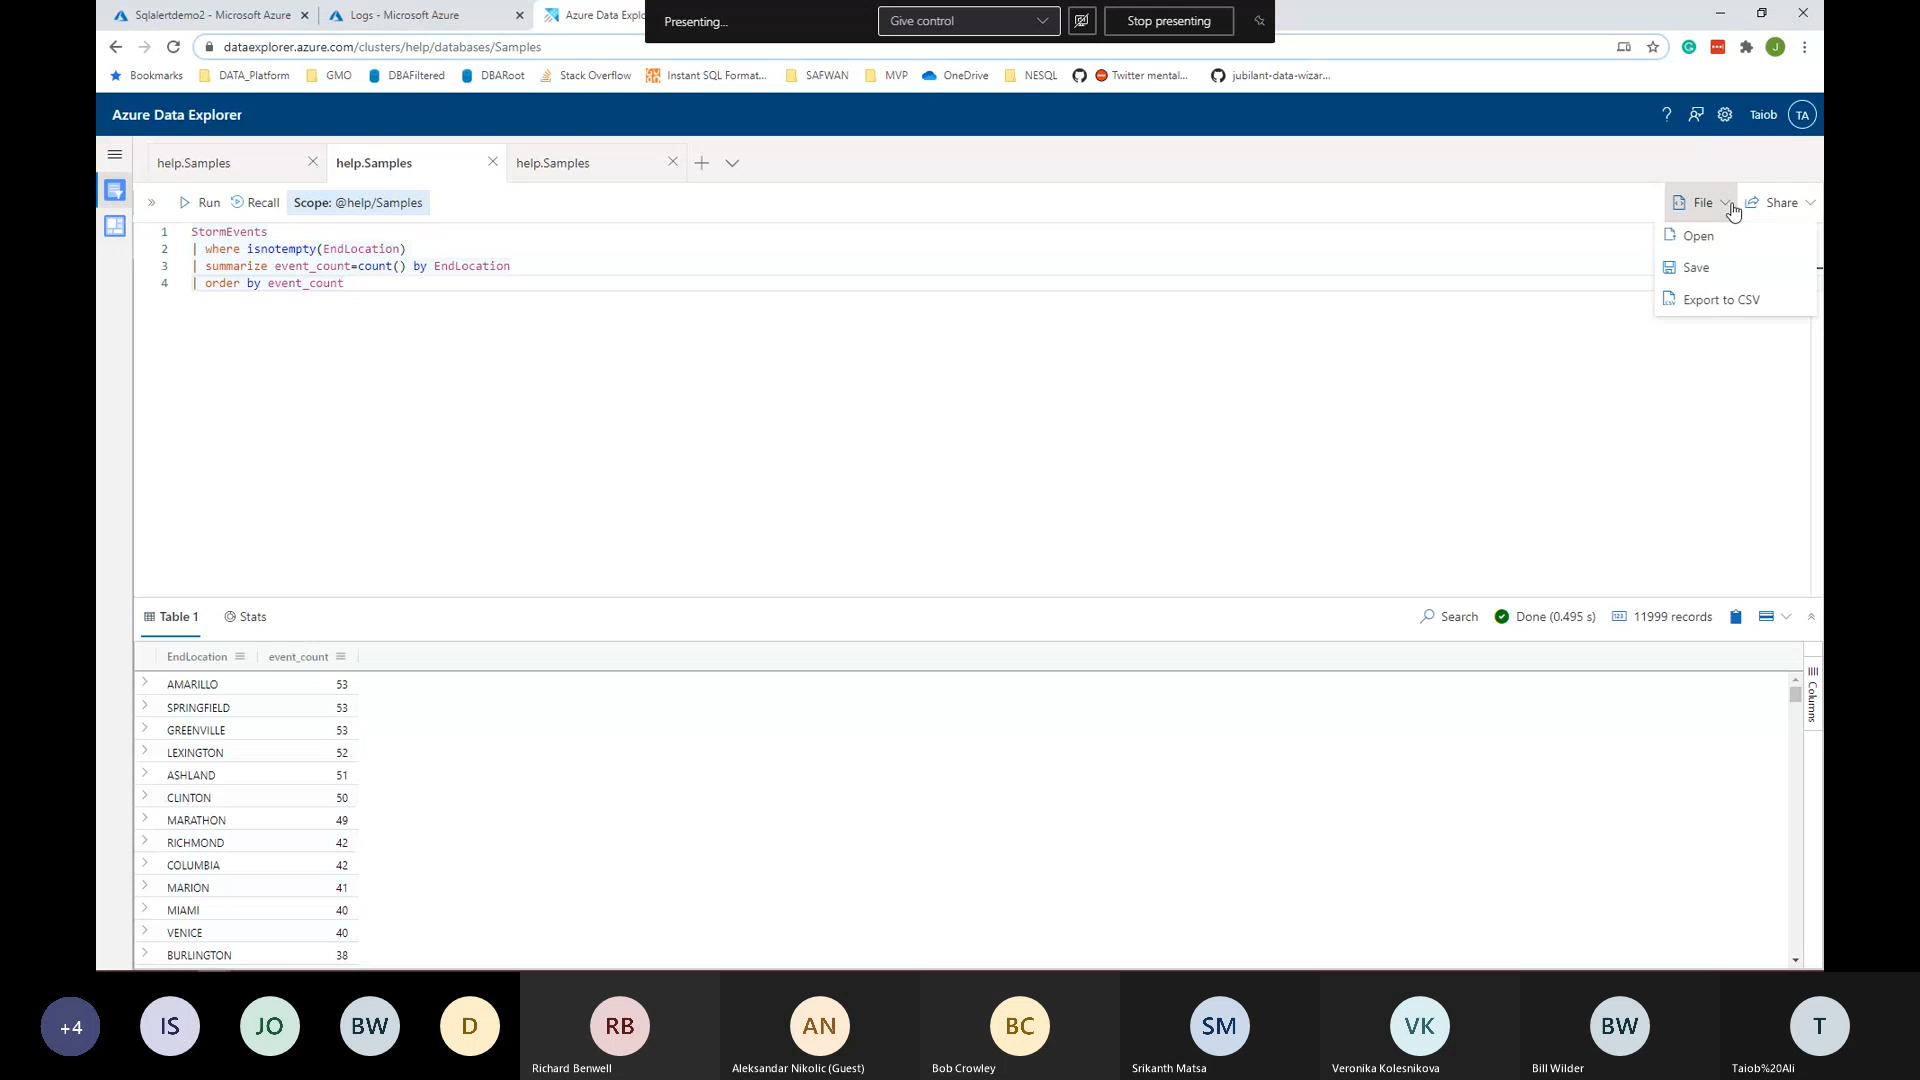 Sqlalertdemo2 - Microsoft Azure
Logs - Microsoft Azure
Azure Data Explo
Presenting...
Give control
Stop presenting
dataexplorer.azure.com/clusters/help/databases/Samples
J
Bookmarks
DATA_Platform
GMO
DBAFiltered
DBARoot
Stack Overflow
Instant SQL Format...
SAFWAN
MVP
OneDrive
NESQL
Twitter mental...
jubilant-data-wizar...
Azure Data Explorer
?
Taiob
TA
help.Samples
help.Samples
help.Samples
Run
Recall
Scope: @help/Samples
File
Share
1 StormEvents
2 | where isnotempty(EndLocation)
3 | summarize event_count=count() by EndLocation
4 | order by event_count
Open
Save
Export to CSV
Table 1
Stats
Search
Done (0.495 s)
11999 records
EndLocation event_count
AMARILLO 53
SPRINGFIELD 53
GREENVILLE 53
LEXINGTON 52
ASHLAND 51
CLINTON 50
MARATHON 49
RICHMOND 42
COLUMBIA 42
MARION 41
MIAMI 40
VENICE 40
BURLINGTON 38
Columns
+4
IS
JO
BW
D
RB
AN
BC
SM
VK
BW
T
Richard Benwell
Aleksandar Nikolic (Guest)
Bob Crowley
Srikanth Matsa
Veronika Kolesnikova
Bill Wilder
Taiob%20Ali